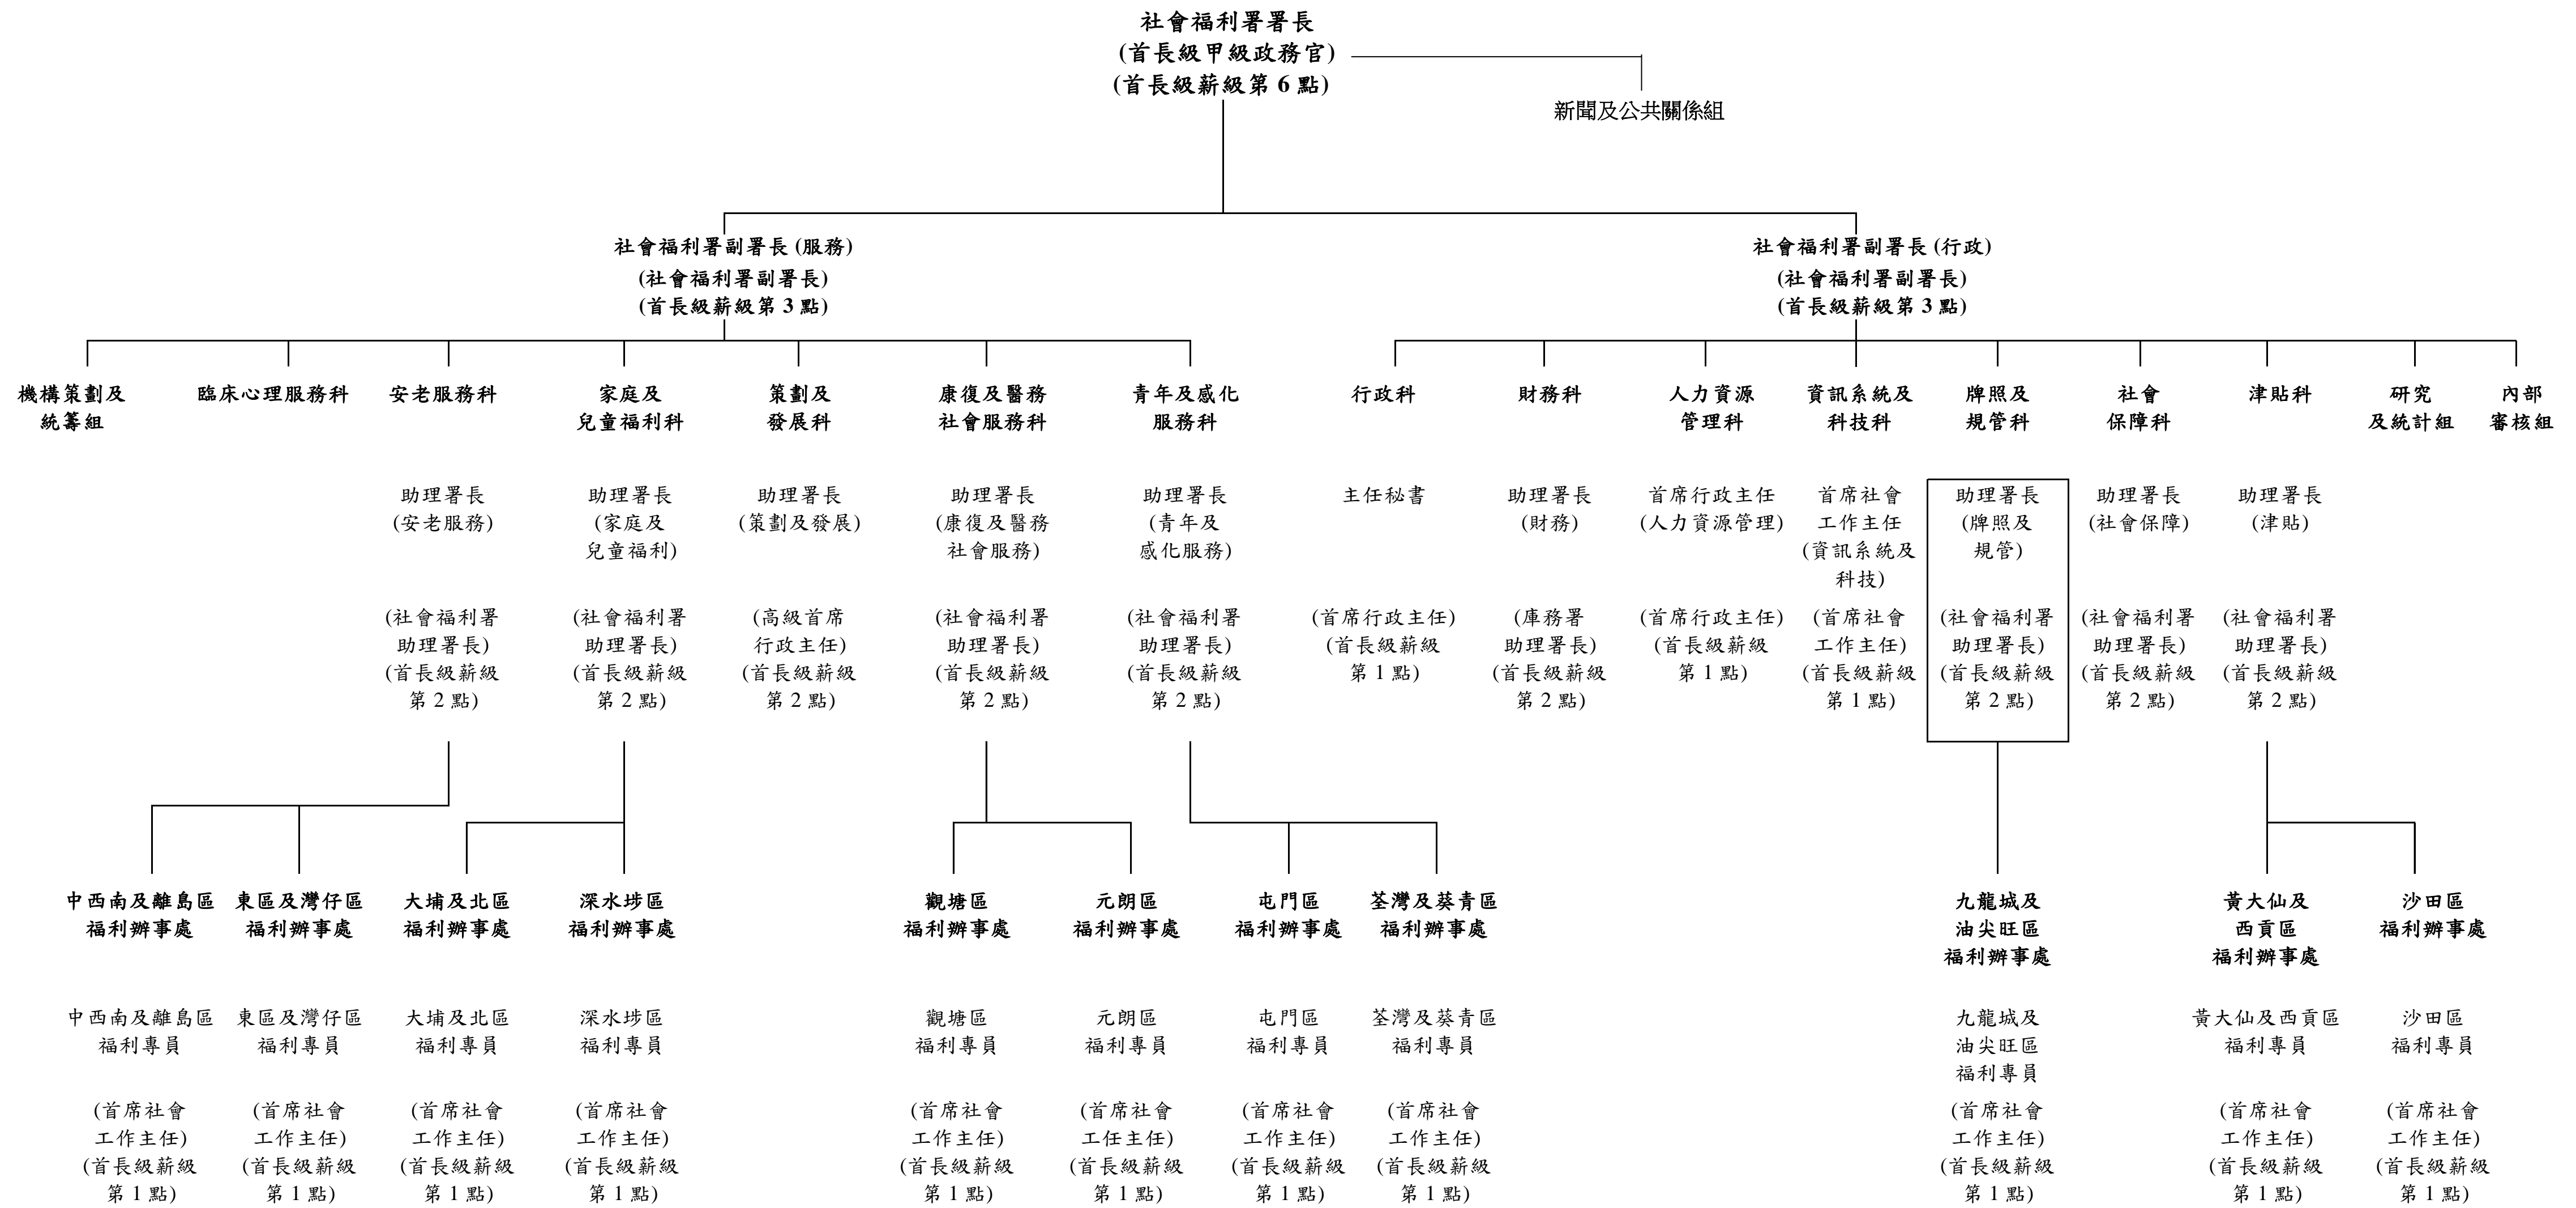 社會福利署署長
(首長級甲級政務官)
(首長級薪級第 6 點)
新聞及公共關係組
社會福利署副署長 (服務)
(社會福利署副署長)
(首長級薪級第 3 點)
社會福利署副署長 (行政)
(社會福利署副署長)
(首長級薪級第 3 點)
機構策劃及
統籌組
臨床心理服務科
安老服務科
家庭及
兒童福利科
策劃及
發展科
康復及醫務
社會服務科
青年及感化
服務科
行政科
財務科
人力資源
管理科
資訊系統及
科技科
牌照及
規管科
社會
保障科
津貼科
研究
及統計組
內部
審核組
助理署長
(安老服務)
助理署長
(家庭及
兒童福利)
助理署長
(策劃及發展)
助理署長
(康復及醫務
社會服務)
助理署長
(青年及
感化服務)
主任秘書
助理署長
(財務)
首席行政主任
(人力資源管理)
首席社會
工作主任
(資訊系統及
科技)
助理署長
(牌照及
規管)
助理署長
(社會保障)
助理署長
(津貼)
(社會福利署
助理署長)
(首長級薪級
第 2 點)
(社會福利署
助理署長)
(首長級薪級
第 2 點)
(高級首席
行政主任)
(首長級薪級
第 2 點)
(社會福利署
助理署長)
(首長級薪級
第 2 點)
(社會福利署
助理署長)
(首長級薪級
第 2 點)
(首席行政主任)
(首長級薪級
第 1 點)
(庫務署
助理署長)
(首長級薪級
第 2 點)
(首席行政主任)
(首長級薪級
第 1 點)
(首席社會
工作主任)
(首長級薪級
第 1 點)
(社會福利署
助理署長)
(首長級薪級
第 2 點)
(社會福利署
助理署長)
(首長級薪級
第 2 點)
(社會福利署
助理署長)
(首長級薪級
第 2 點)
中西南及離島區
福利辦事處
東區及灣仔區
福利辦事處
大埔及北區
福利辦事處
深水埗區
福利辦事處
觀塘區
福利辦事處
元朗區
福利辦事處
屯門區
福利辦事處
荃灣及葵青區
福利辦事處
九龍城及
油尖旺區
福利辦事處
黃大仙及
西貢區
福利辦事處
沙田區
福利辦事處
中西南及離島區
福利專員
東區及灣仔區
福利專員
大埔及北區
福利專員
深水埗區
福利專員
觀塘區
福利專員
元朗區
福利專員
屯門區
福利專員
荃灣及葵青區
福利專員
九龍城及
油尖旺區
福利專員
黃大仙及西貢區
福利專員
沙田區
福利專員
(首席社會
工作主任)
(首長級薪級
第 1 點)
(首席社會
工作主任)
(首長級薪級
第 1 點)
(首席社會
工作主任)
(首長級薪級
第 1 點)
(首席社會
工作主任)
(首長級薪級
第 1 點)
(首席社會
工作主任)
(首長級薪級
第 1 點)
(首席社會
工任主任)
(首長級薪級
第 1 點)
(首席社會
工作主任)
(首長級薪級
第 1 點)
(首席社會
工作主任)
(首長級薪級
第 1 點)
(首席社會
工作主任)
(首長級薪級
第 1 點)
(首席社會
工作主任)
(首長級薪級
第 1 點)
(首席社會
工作主任)
(首長級薪級
第 1 點)